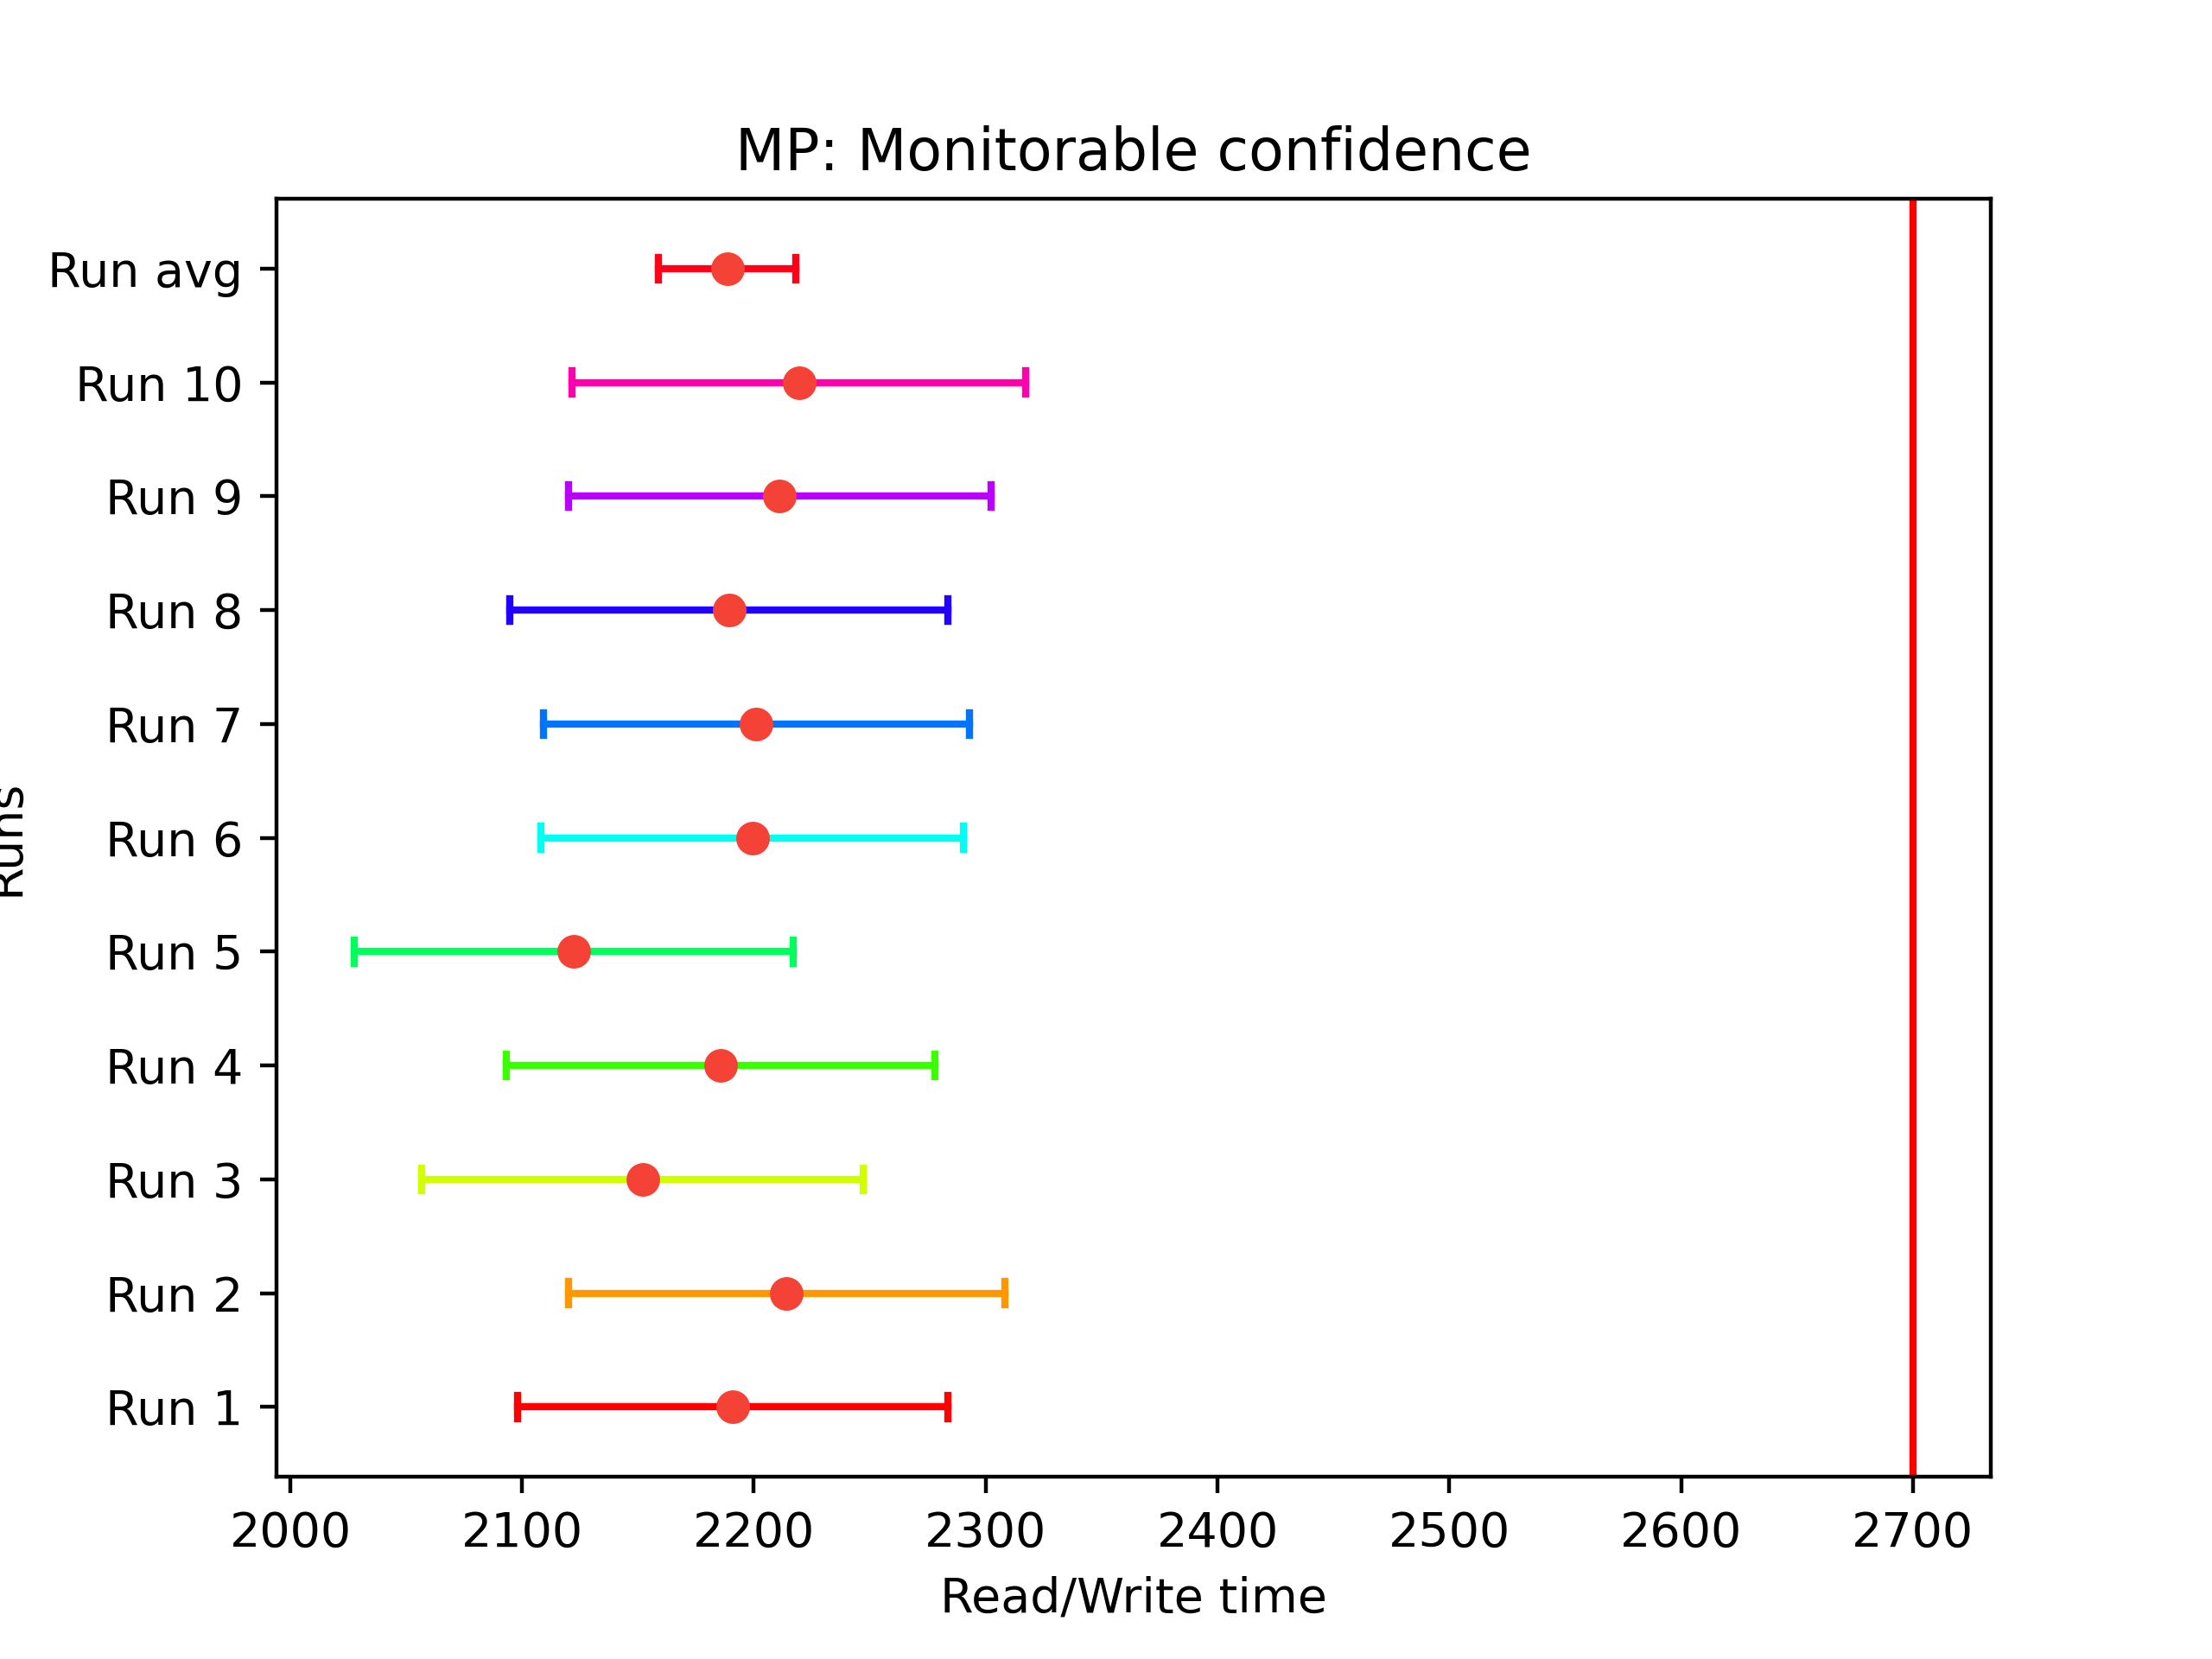 MP: Monitorable confidence
Run avg
Run 10
Run 9
Run 8
Run 7
Run 6
Run 5
Run 4
Run 3
Run 2
Run 1
Runs
2000 2100 2200 2300 2400 2500 2600 2700
Read/Write time